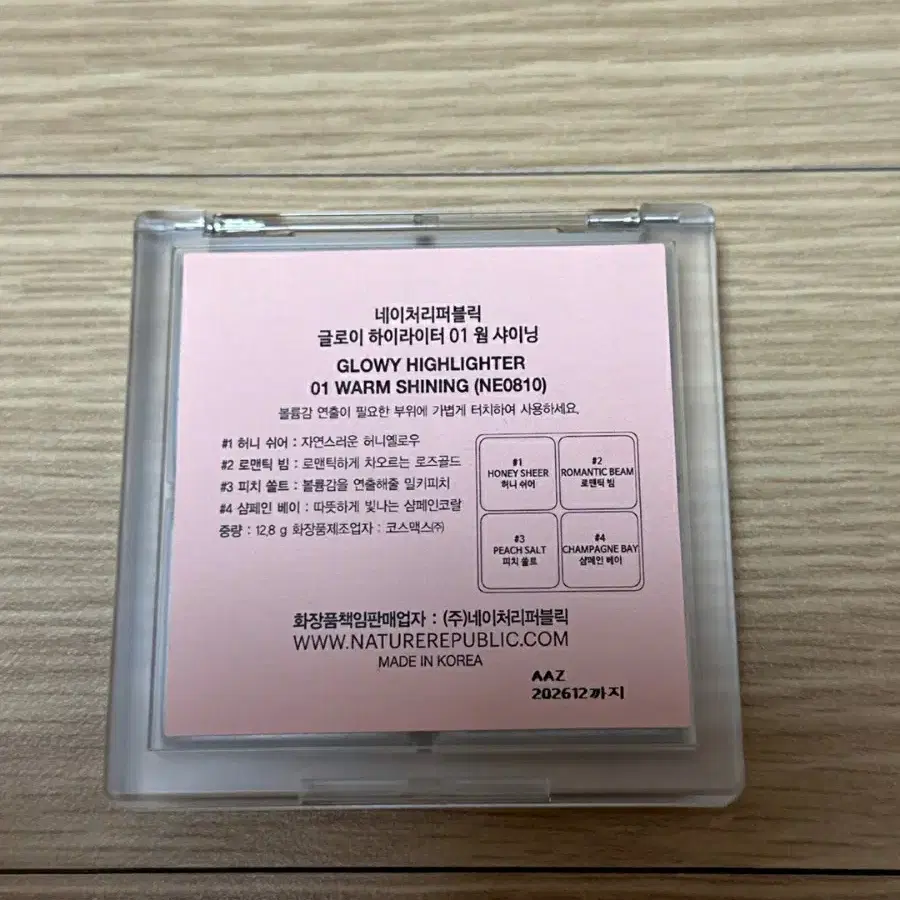 네이처리퍼블릭
글로이 하이라이터 01 웜 샤이닝
GLOWY HIGHLIGHTER
01 WARM SHINING (NE0810)
볼륨감 연출이 필요한 부위에 가볍게 터치하여 사용하세요.
#1 허니 쉬어 : 자연스러운 허니옐로우
#2 로맨틱 빔 : 로맨틱하게 차오르는 로즈골드
#3 피치 쏠트 : 볼륨감을 연출해줄 밀키피치
#4 샴페인 베이 : 따뜻하게 빛나는 샴페인코랄
중량 : 12.8 g 화장품제조업자 : 코스맥스㈜
#1
HONEY SHEER
허니 쉬어
#2
ROMANTIC BEAM
로맨틱 빔
#3
PEACH SALT
피치 쏠트
#4
CHAMPAGNE BAY
샴페인 베이
화장품책임판매업자 : (주)네이처리퍼블릭
WWW.NATUREREPUBLIC.COM
MADE IN KOREA
AAZ
202612까지